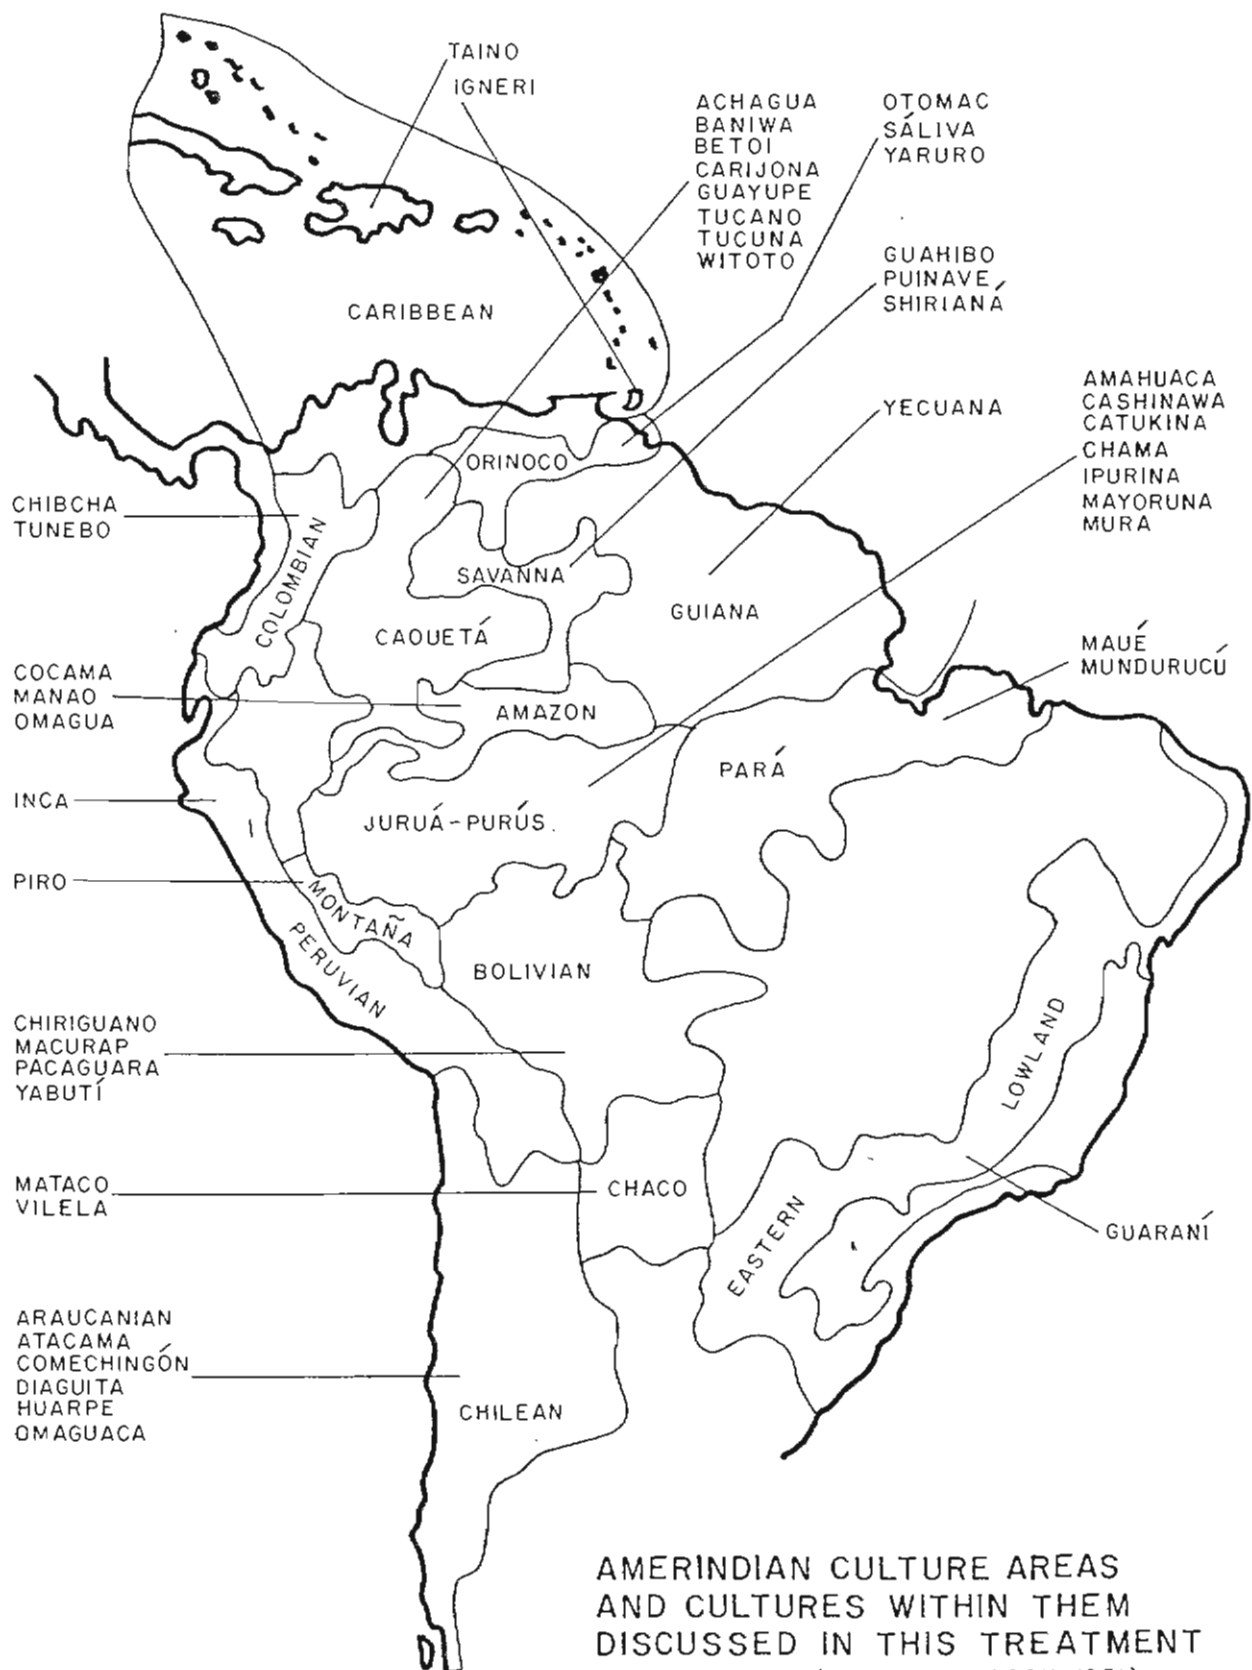 TAINO
IGNERI
ACHAGUA
BANIWA
BETOI
CARIJONA
GUAYUPE
TUCANO
TUCUNA
WITOTO
OTOMAC
SÁLIVA
YARURO
GUAHIBO
PUINAVE
SHIRIANÁ
CARIBBEAN
YECUANA
AMAHUACA
CASHINAWA
CATUKINA
CHAMA
IPURINA
MAYORUNA
MURA
ORINOCO
CHIBCHA
TUNEBO
COLOMBIAN
SAVANNA
GUIANA
CAQUETÁ
MAUÉ
MUNDURUCÚ
COCAMA
MANAO
OMAGUA
AMAZON
PARÁ
INCA
JURUÁ-PURÚS
PIRO
MONTAÑA
PERUVIAN
BOLIVIAN
CHIRIGUANO
MACURAP
PACAGUARA
YABUTÍ
LOWLAND
MATACO
VILELA
CHACO
EASTERN
GUARANÍ
ARAUCANIAN
ATACAMA
COMECHINGÓN
DIAGUITA
HUARPE
OMAGUACA
CHILEAN
AMERINDIAN CULTURE AREAS
AND CULTURES WITHIN THEM
DISCUSSED IN THIS TREATMENT